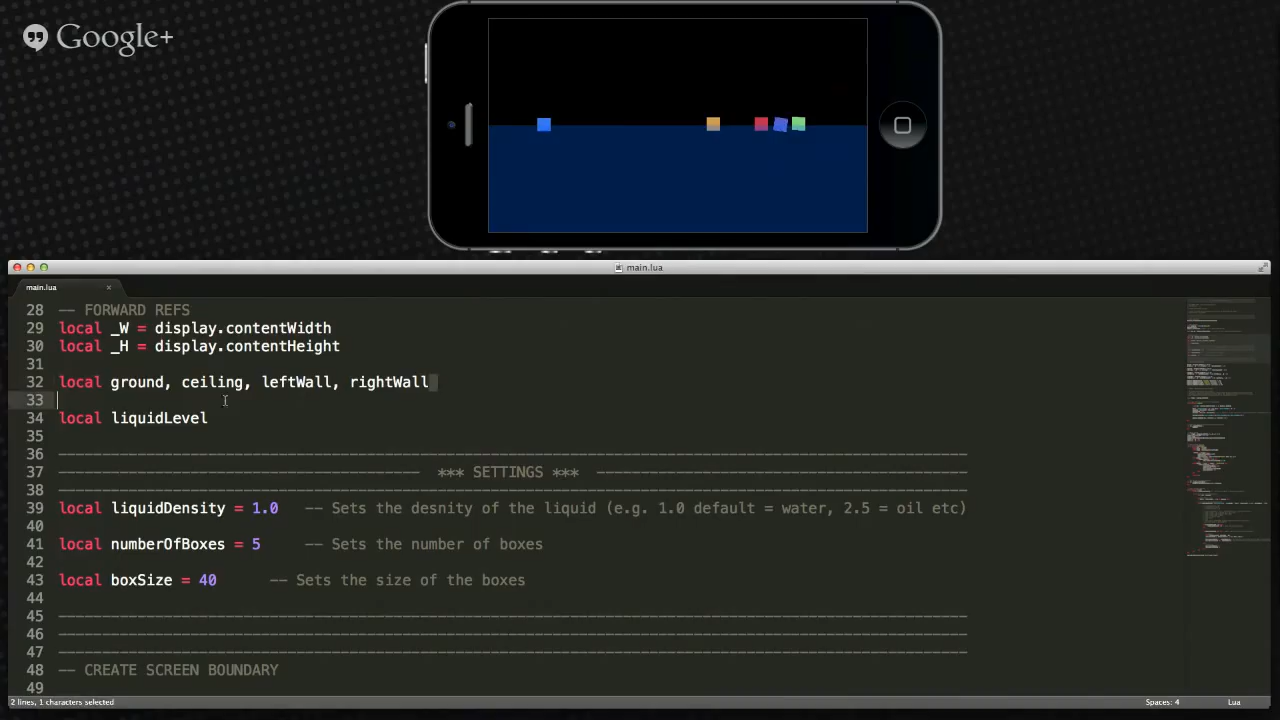 Google+
main.lua
main.lua ×
28 -- FORWARD REFS
29 local _W = display.contentWidth
30 local _H = display.contentHeight
31
32 local ground, ceiling, leftWall, rightWall
33
34 local liquidLevel
35
36 ------------------------------------------------------------------------------------------------------
37 ----------------------------------------- *** SETTINGS *** ------------------------------------------
38 ------------------------------------------------------------------------------------------------------
39 local liquidDensity = 1.0 -- Sets the desnity of the liquid (e.g. 1.0 default = water, 2.5 = oil etc)
40
41 local numberOfBoxes = 5 -- Sets the number of boxes
42
43 local boxSize = 40 -- Sets the size of the boxes
44
45 ------------------------------------------------------------------------------------------------------
46 ------------------------------------------------------------------------------------------------------
47 ------------------------------------------------------------------------------------------------------
48 -- CREATE SCREEN BOUNDARY
49
2 lines, 1 characters selected Spaces: 4 Lua